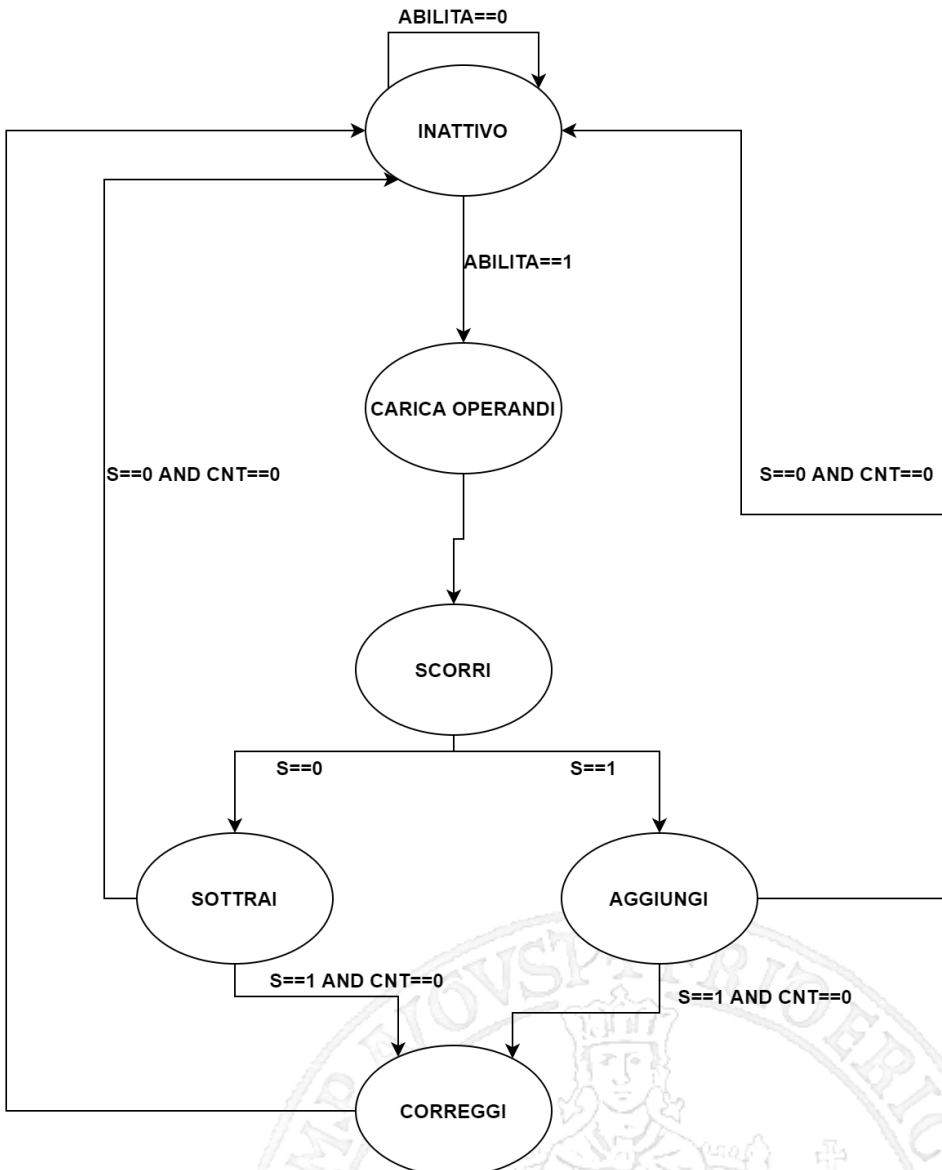 ABILITA==0
INATTIVO
ABILITA==1
CARICA OPERANDI
S==0 AND CNT==0
S==0 AND CNT==0
SCORRI
S==0
S==1
SOTTRAI
AGGIUNGI
S==1 AND CNT==0
S==1 AND CNT==0
CORREGGI